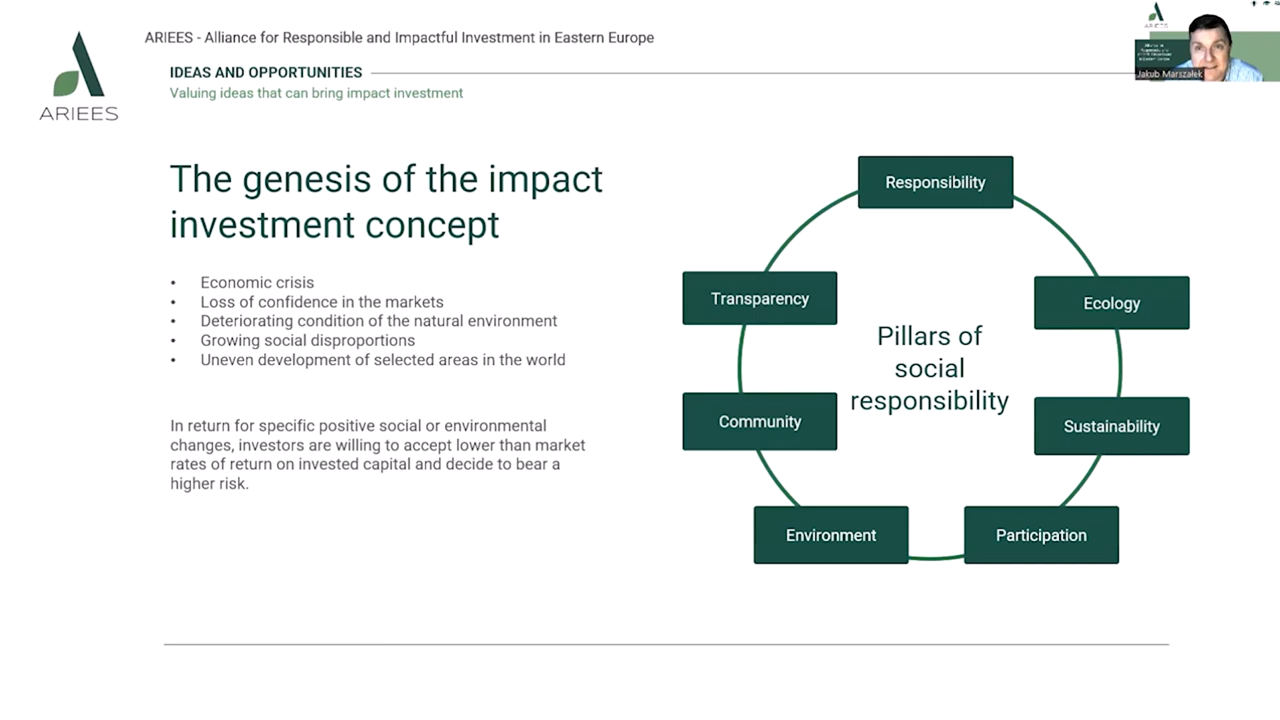 ARIEES - Alliance for Responsible and Impactful Investment in Eastern Europe
IDEAS AND OPPORTUNITIES
Valuing ideas that can bring impact investment
ARIEES
ARIEES
Jakub Marszałek
The genesis of the impact
investment concept
• Economic crisis
• Loss of confidence in the markets
• Deteriorating condition of the natural environment
• Growing social disproportions
• Uneven development of selected areas in the world
In return for specific positive social or environmental
changes, investors are willing to accept lower than market
rates of return on invested capital and decide to bear a
higher risk.
Pillars of
social
responsibility
Responsibility
Ecology
Sustainability
Participation
Environment
Community
Transparency